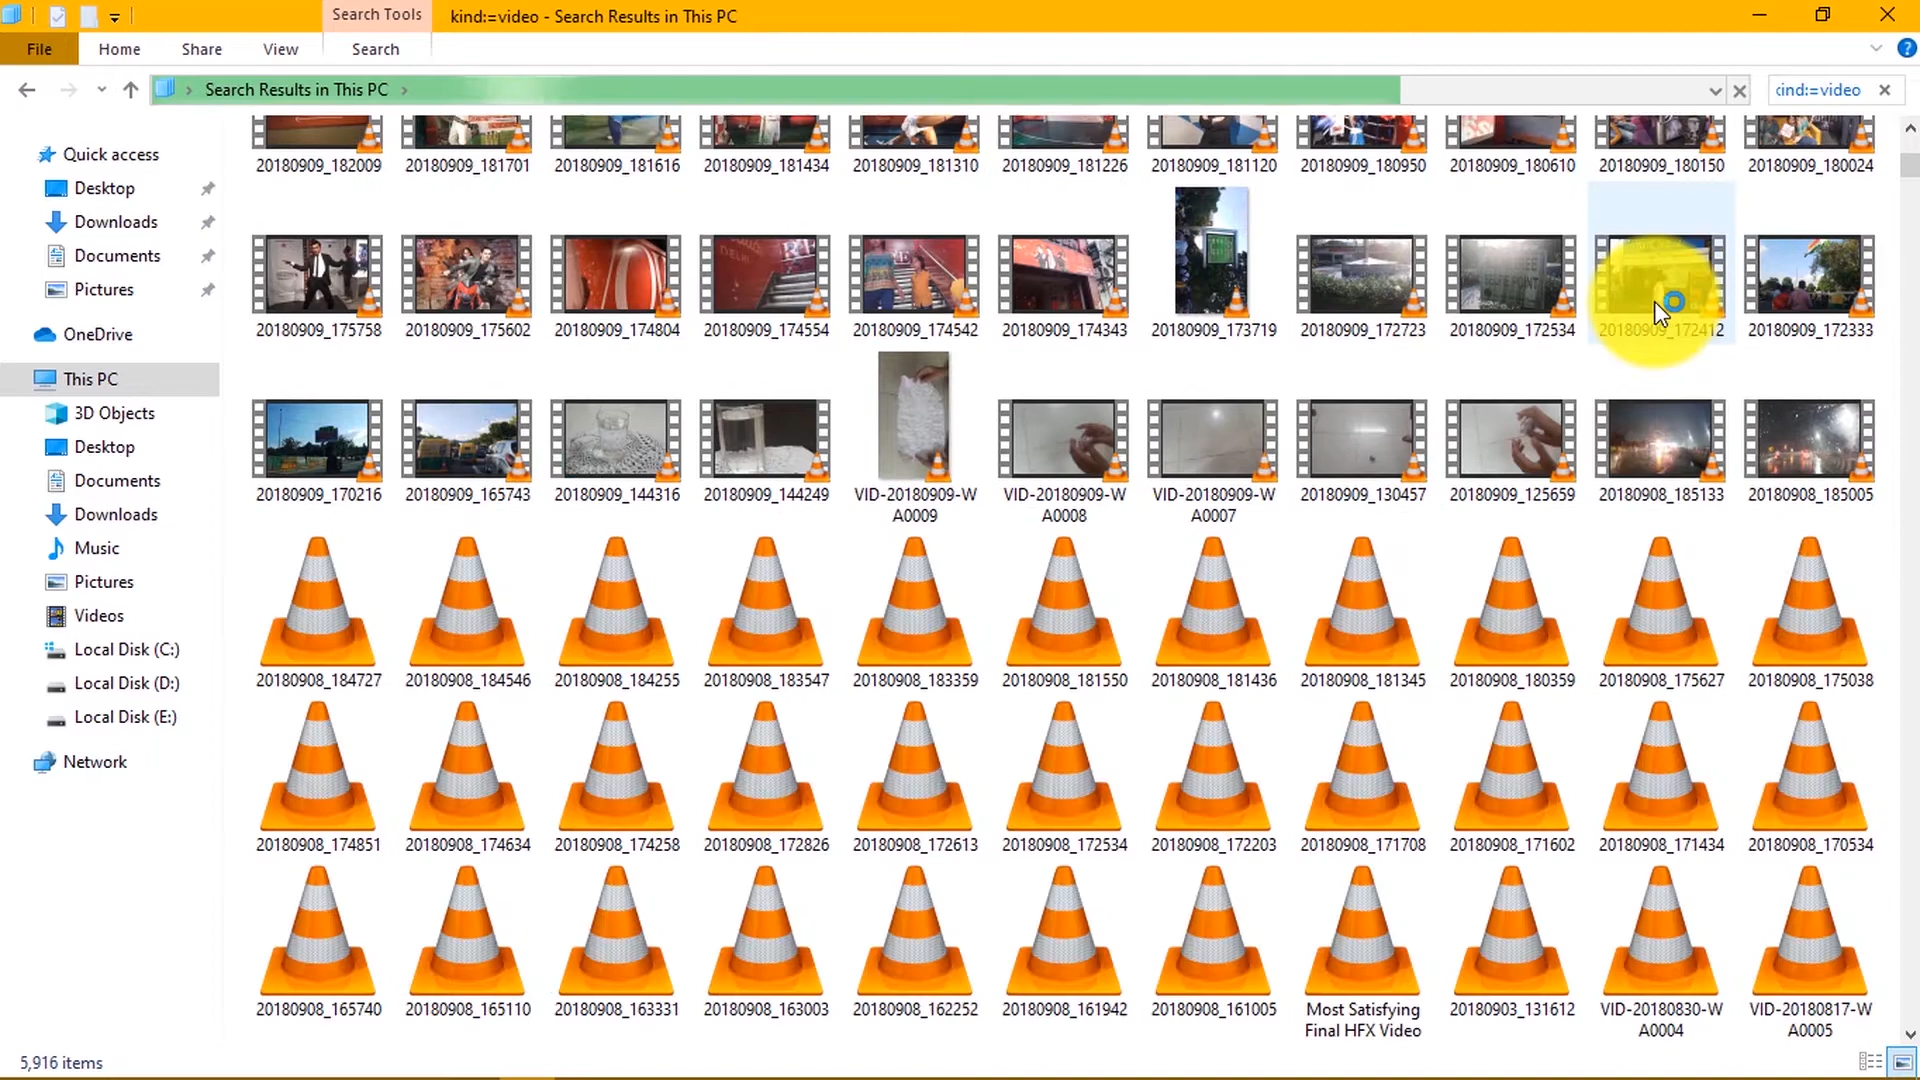 Search Tools
kind:=video - Search Results in This PC
File
Home
Share
View
Search
Search Results in This PC
kind:=video
Quick access
Desktop
Downloads
Documents
Pictures
OneDrive
This PC
3D Objects
Desktop
Documents
Downloads
Music
Pictures
Videos
Local Disk (C:)
Local Disk (D:)
Local Disk (E:)
Network
20180909_182009
20180909_181701
20180909_181616
20180909_181434
20180909_181310
20180909_181226
20180909_181120
20180909_180950
20180909_180610
20180909_180150
20180909_180024
20180909_175758
20180909_175602
20180909_174804
20180909_174554
20180909_174542
20180909_174343
20180909_173719
20180909_172723
20180909_172534
20180909_172412
20180909_172333
20180909_170216
20180909_165743
20180909_144316
20180909_144249
VID-20180909-W
A0009
VID-20180909-W
A0008
VID-20180909-W
A0007
20180909_130457
20180909_125659
20180908_185133
20180908_185005
20180908_184727
20180908_184546
20180908_184255
20180908_183547
20180908_183359
20180908_181550
20180908_181436
20180908_181345
20180908_180359
20180908_175627
20180908_175038
20180908_174851
20180908_174634
20180908_174258
20180908_172826
20180908_172613
20180908_172534
20180908_172203
20180908_171708
20180908_171602
20180908_171434
20180908_170534
20180908_165740
20180908_165110
20180908_163331
20180908_163003
20180908_162252
20180908_161942
20180908_161005
Most Satisfying
Final HFX Video
20180903_131612
VID-20180830-W
A0004
VID-20180817-W
A0005
5,916 items